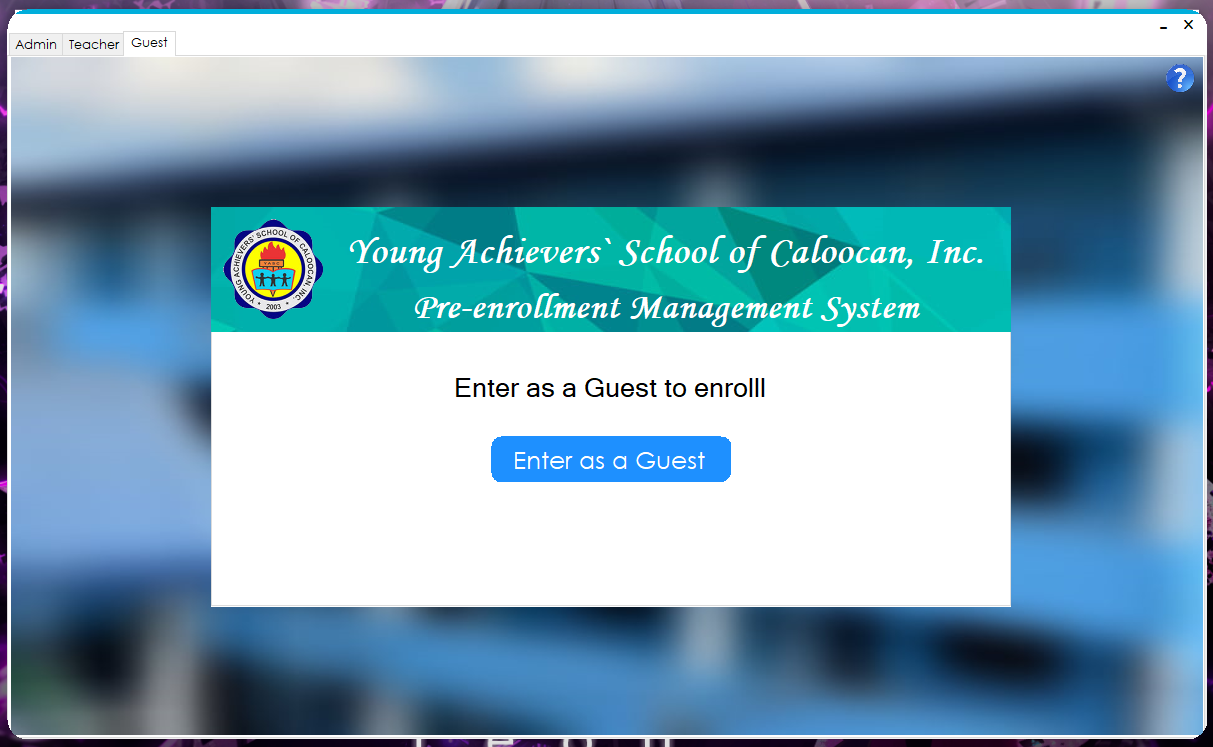 Admin
Teacher
Guest
?
YOUNG ACHIEVERS` SCHOOL OF CALOOCAN, INC.
YASC
2003
Young Achievers` School of Caloocan, Inc.
Pre-enrollment Management System
Enter as a Guest to enrolll
Enter as a Guest